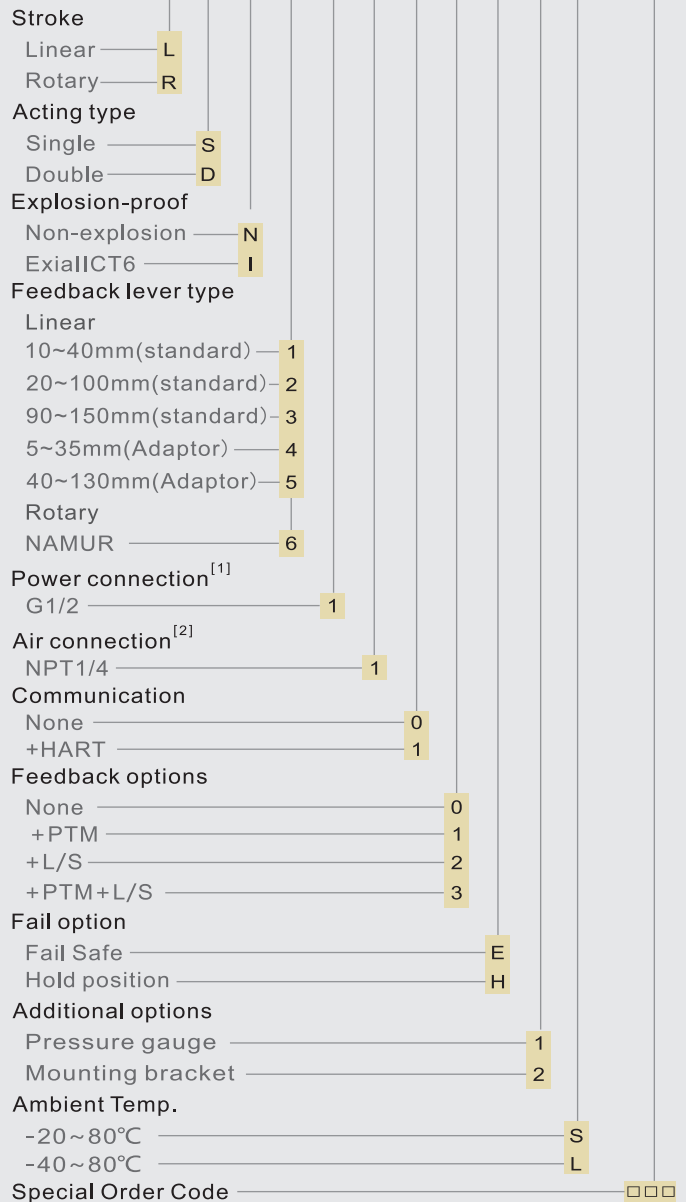 Stroke
Linear L
Rotary R
Acting type
Single S
Double D
Explosion-proof
Non-explosion N
ExiaIICT6 I
Feedback lever type
Linear
10~40mm(standard) 1
20~100mm(standard) 2
90~150mm(standard) 3
5~35mm(Adaptor) 4
40~130mm(Adaptor) 5
Rotary
NAMUR 6
Power connection[1]
G1/2 1
Air connection[2]
NPT1/4 1
Communication
None 0
+HART 1
Feedback options
None 0
+PTM 1
+L/S 2
+PTM+L/S 3
Fail option
Fail Safe E
Hold position H
Additional options
Pressure gauge 1
Mounting bracket 2
Ambient Temp.
-20~80℃ S
-40~80℃ L
Special Order Code □□□